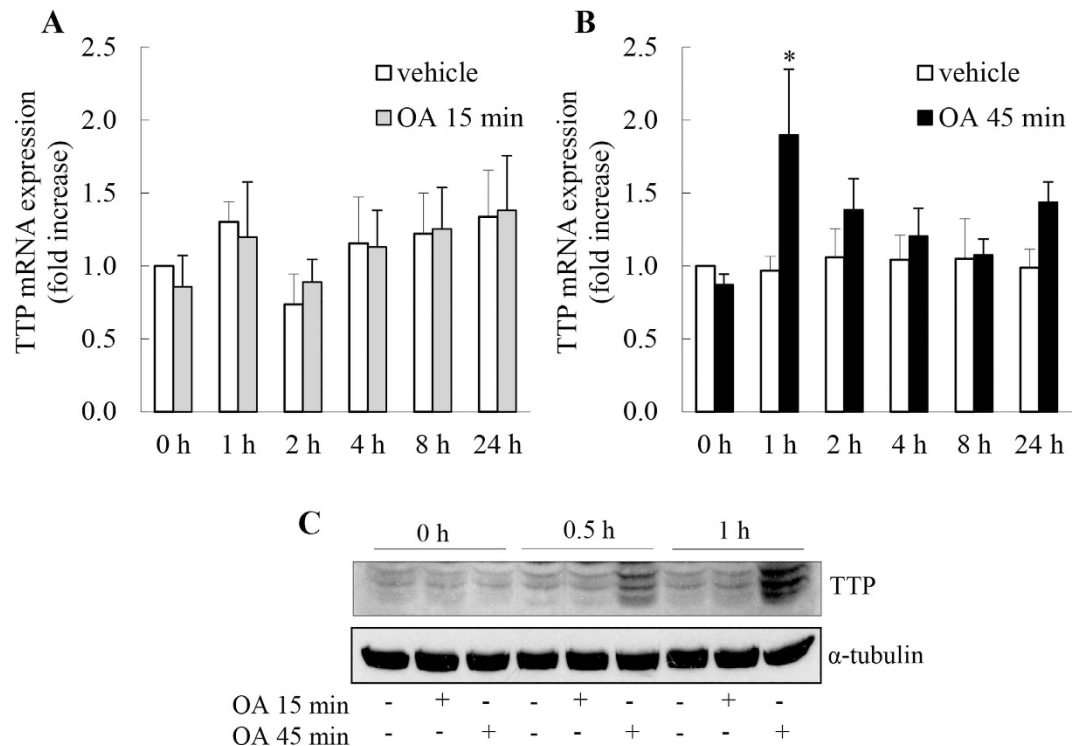 A
TTP mRNA expression
(fold increase)
2.5
2.0
1.5
1.0
0.5
0.0
vehicle
OA 15 min
0 h 1 h 2 h 4 h 8 h 24 h
B
TTP mRNA expression
(fold increase)
2.5
2.0
1.5
1.0
0.5
0.0
*
vehicle
OA 45 min
0 h 1 h 2 h 4 h 8 h 24 h
C
0 h 0.5 h 1 h
TTP
α-tubulin
OA 15 min - + - - + - - + -
OA 45 min - - + - - + - - +